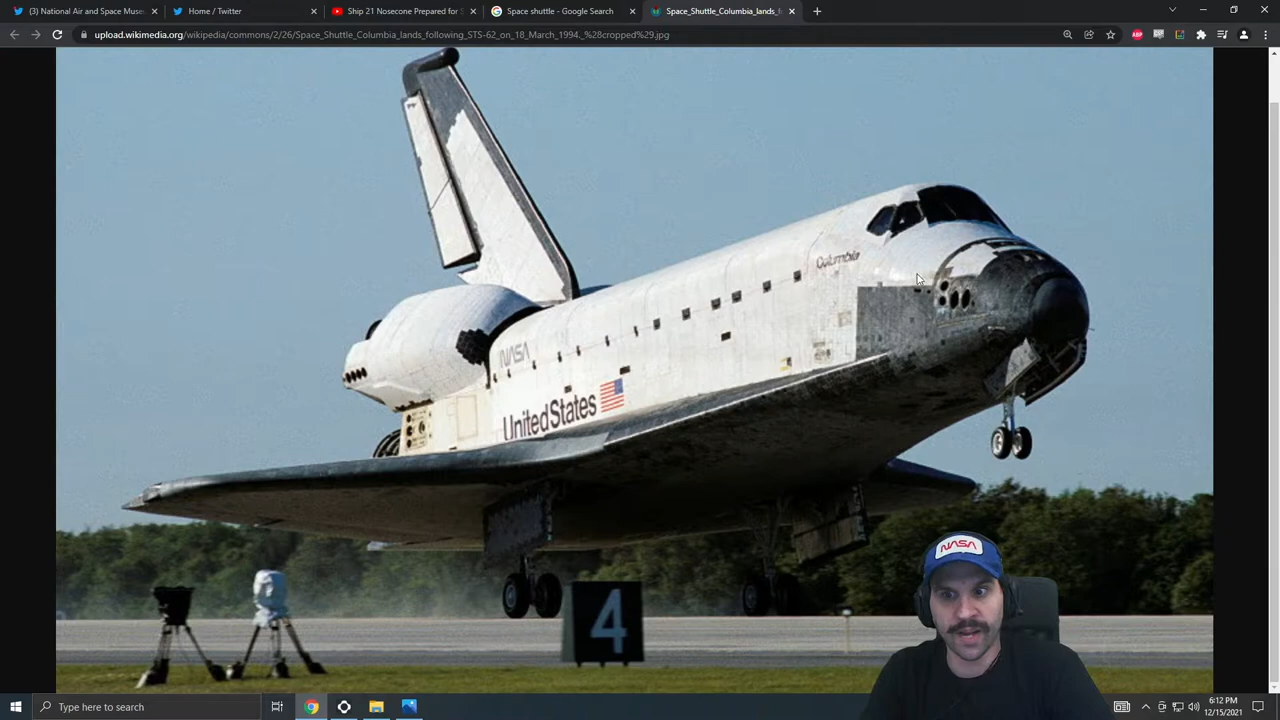 (3) National Air and Space Muse
Home / Twitter
Ship 21 Nosecone Prepared for S
Space shuttle - Google Search
Space_Shuttle_Columbia_lands_f
upload.wikimedia.org/wikipedia/commons/2/26/Space_Shuttle_Columbia_lands_following_STS-62_on_18_March_1994._%28cropped%29.jpg
ABP
Columbia
NASA
United States
4
NASA
Type here to search
6:12 PM
12/15/2021